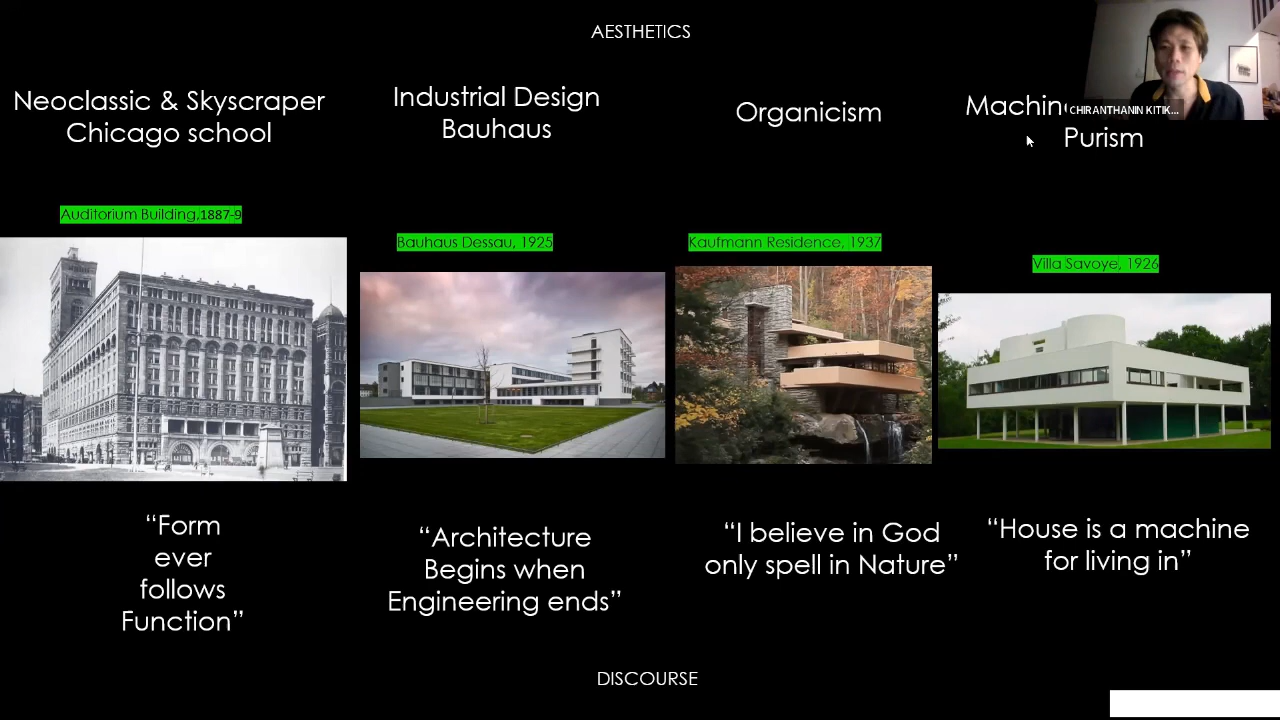 AESTHETICS
Neoclassic & Skyscraper
Chicago school
Industrial Design
Bauhaus
Organicism
Machin
Purism
CHIRANTHANIN KITIK...
Auditorium Building,1887-9
Bauhaus Dessau, 1925
Kaufmann Residence, 1937
Villa Savoye, 1926
“Form
ever
follows
Function”
“Architecture
Begins when
Engineering ends”
“I believe in God
only spell in Nature”
“House is a machine
for living in”
DISCOURSE